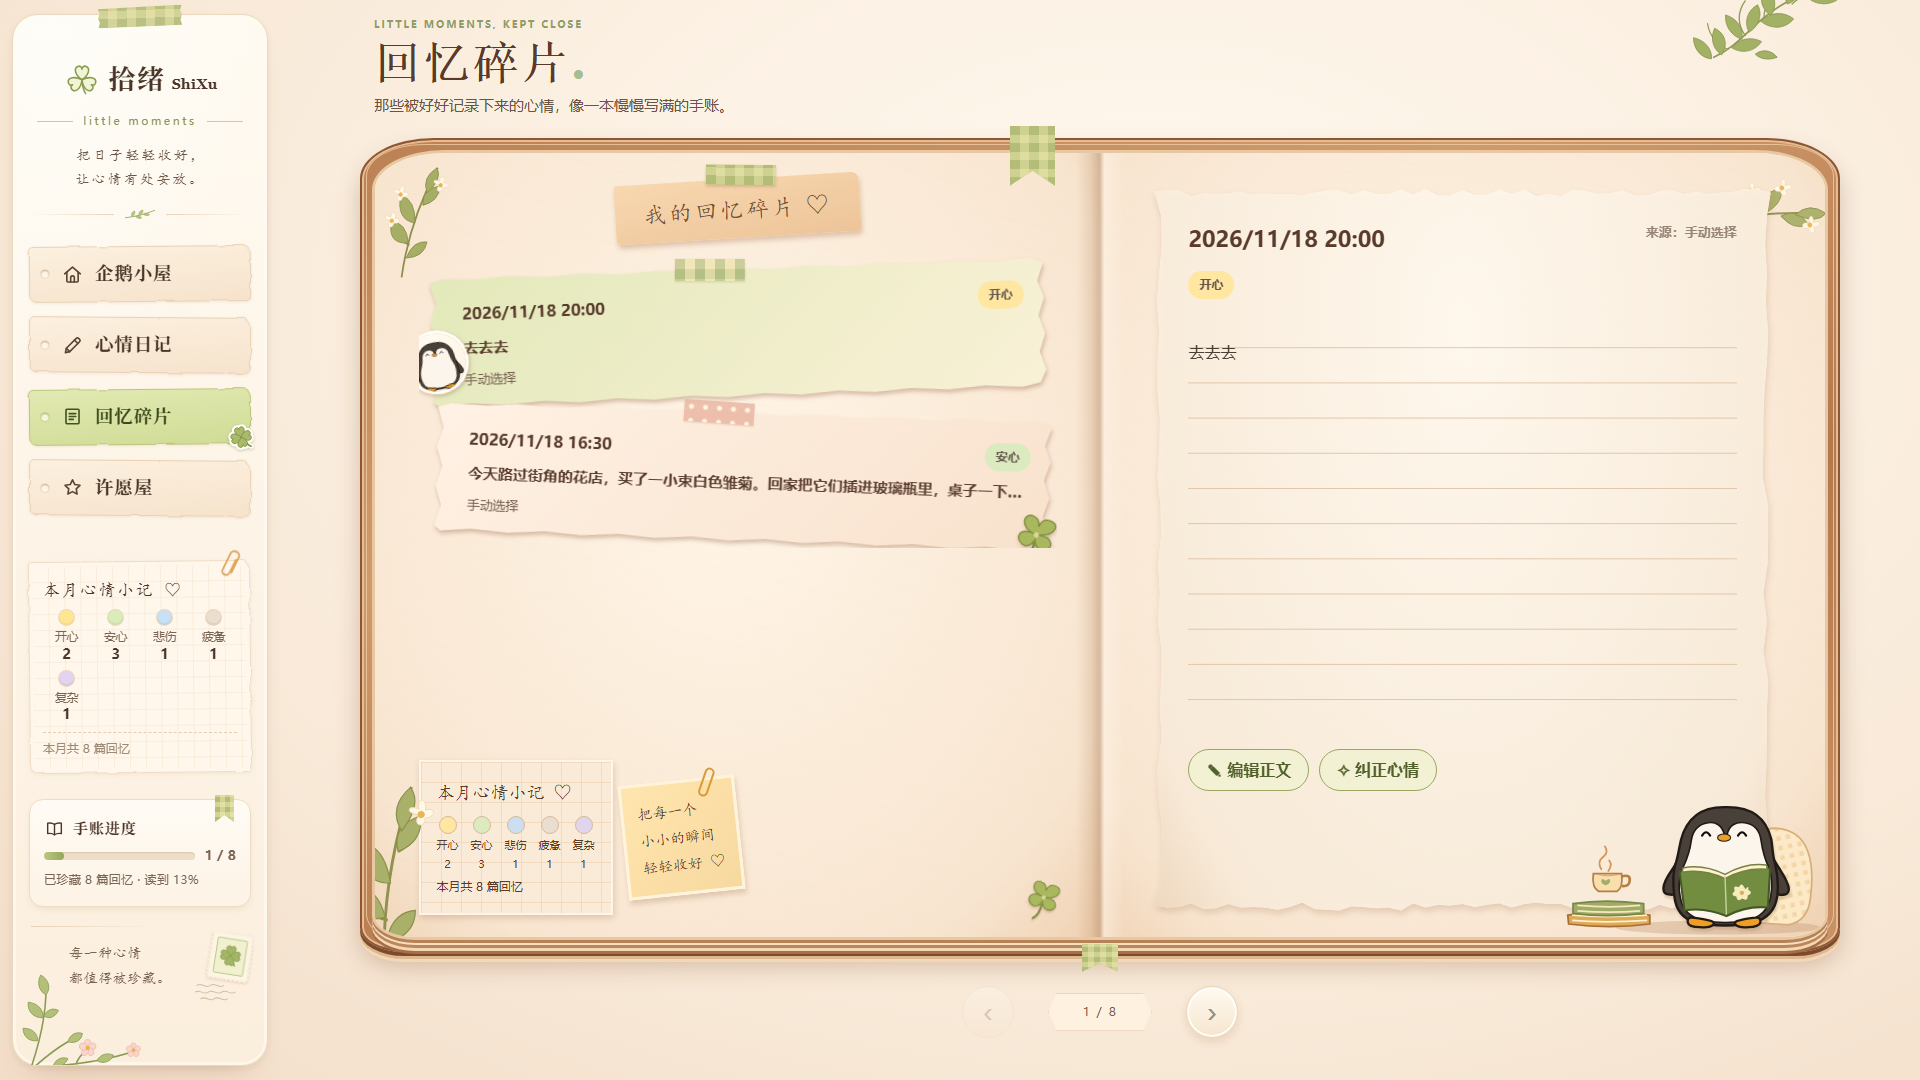 拾绪 ShiXu
little moments
把日子轻轻收好，
让心情有处安放。
企鹅小屋
心情日记
回忆碎片
许愿屋
本月心情小记 ♡
开心 安心 悲伤 疲惫
2 3 1 1
复杂
1
本月共 8 篇回忆
手账进度
1 / 8
已珍藏 8 篇回忆 · 读到 13%
每一种心情
都值得被珍藏。
LITTLE MOMENTS, KEPT CLOSE
回忆碎片
那些被好好记录下来的心情，像一本慢慢写满的手账。
我的回忆碎片 ♡
2026/11/18 20:00
开心
去去去
手动选择
2026/11/18 16:30
安心
今天路过街角的花店，买了一小束白色雏菊。回家把它们插进玻璃瓶里，桌子一下...
手动选择
本月心情小记 ♡
开心 安心 悲伤 疲惫 复杂
2 3 1 1 1
本月共 8 篇回忆
把每一个
小小的瞬间
轻轻收好 ♡
2026/11/18 20:00
来源：手动选择
开心
去去去
编辑正文
纠正心情
‹ 1 / 8 ›